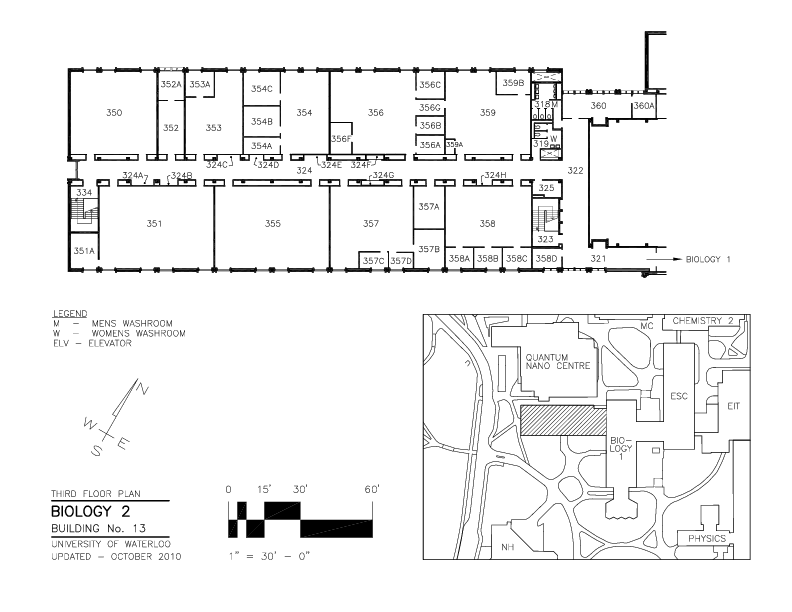 352A 353A 354C 356C 359B
350 354 356 356G 359 318 M 360 360A
352 353 354B 356B
356F 356A 359A 319 W
354A
324C 324D 324E 324F
324 322
324A 324B 324G 324H
334 325
357A
351 355 357 358
323
351A 357B
357C 357D 358A 358B 358C 358D 321 BIOLOGY 1
LEGEND
M – MENS WASHROOM
W – WOMENS WASHROOM
ELV – ELEVATOR
N
W
E
S
MC CHEMISTRY 2
QUANTUM
NANO CENTRE
ESC
EIT
BIO–
LOGY
1
PHYSICS
NH
THIRD FLOOR PLAN
BIOLOGY 2
BUILDING No. 13
UNIVERSITY OF WATERLOO
UPDATED – OCTOBER 2010
0 15' 30' 60'
1" = 30' – 0"